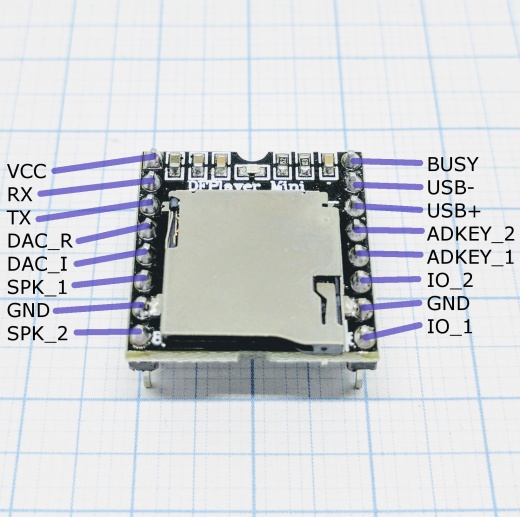 VCC
RX
TX
DAC_R
DAC_I
SPK_1
GND
SPK_2
DFPlayer Mini
BUSY
USB-
USB+
ADKEY_2
ADKEY_1
IO_2
GND
IO_1